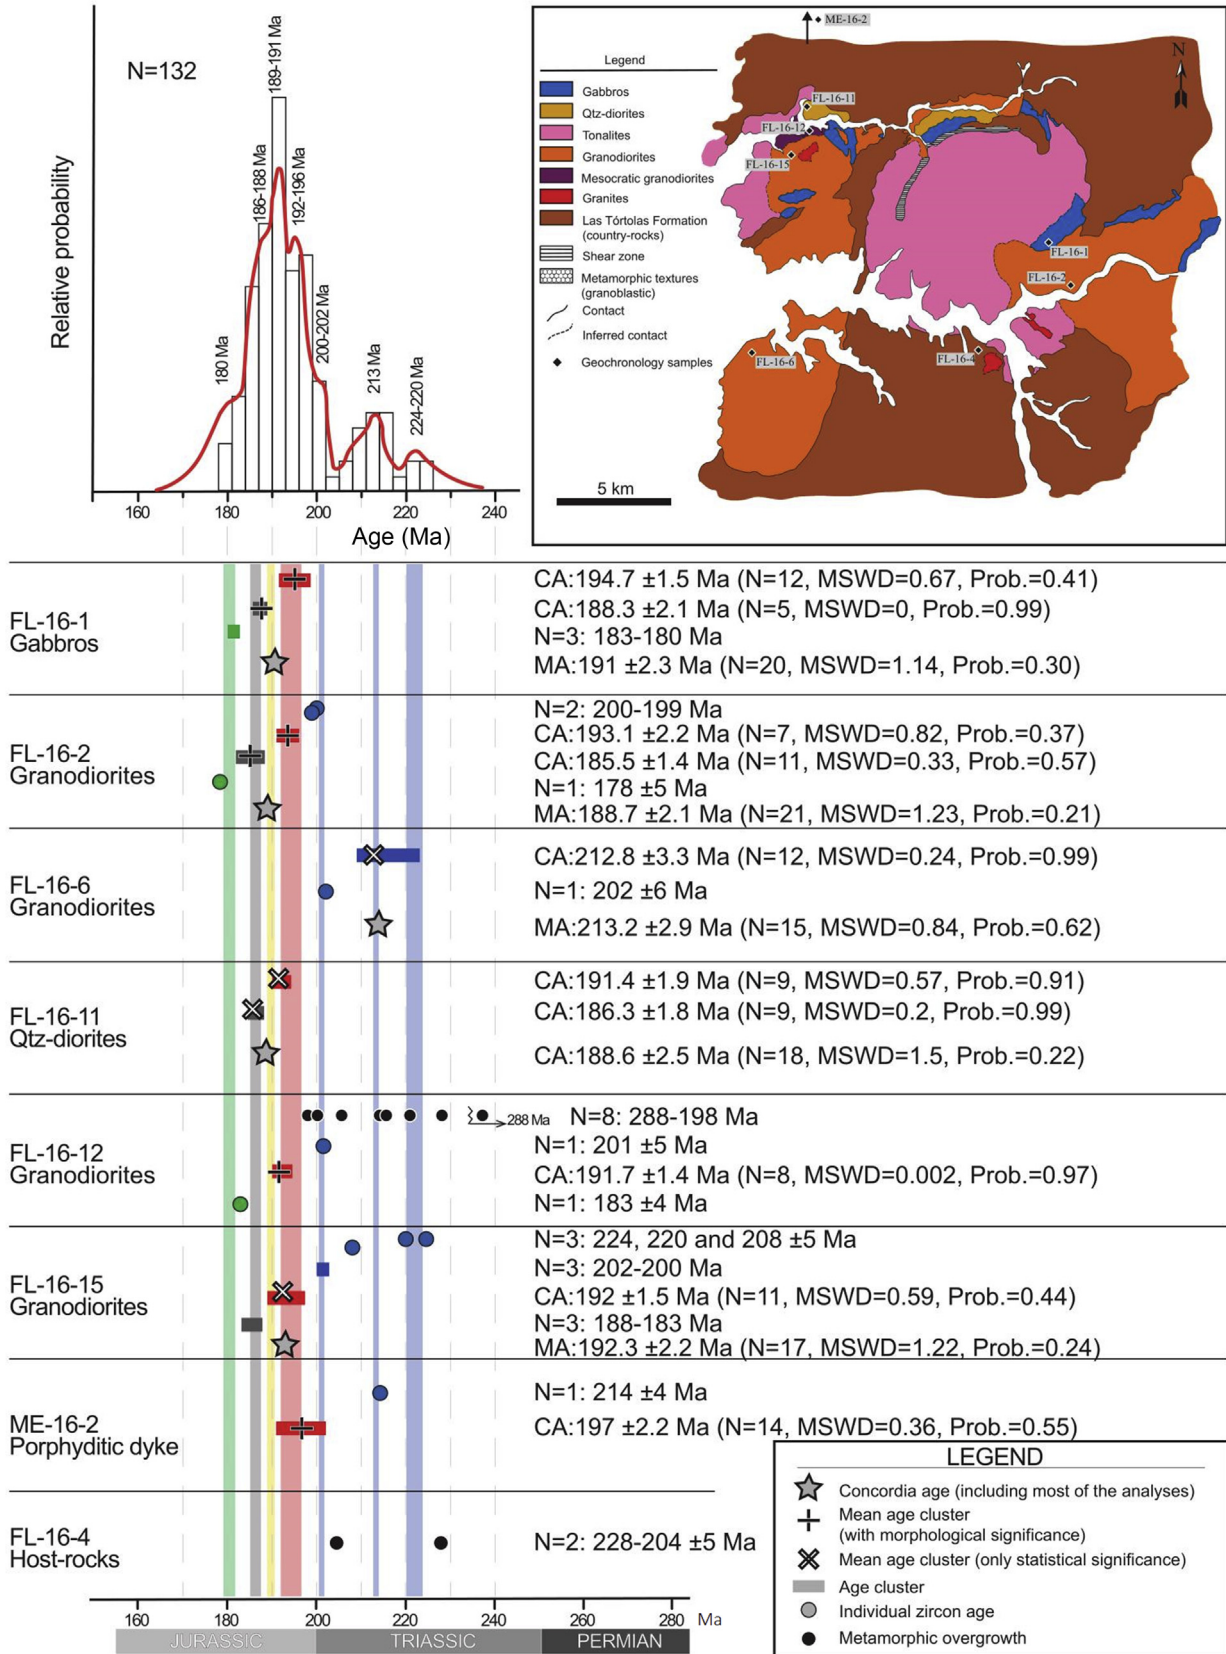 N=132
Relative probability
180 Ma
186-188 Ma
189-191 Ma
192-196 Ma
200-202 Ma
213 Ma
224-220 Ma
160 180 200 220 240
Age (Ma)
ME-16-2
N
Legend
Gabbros
Qtz-diorites
Tonalites
Granodiorites
Mesocratic granodiorites
Granites
Las Tórtolas Formation
(country-rocks)
Shear zone
Metamorphic textures
(granoblastic)
Contact
Inferred contact
Geochronology samples
FL-16-11
FL-16-12
FL-16-15
FL-16-1
FL-16-2
FL-16-4
FL-16-6
5 km
FL-16-1
Gabbros
CA:194.7 ±1.5 Ma (N=12, MSWD=0.67, Prob.=0.41)
CA:188.3 ±2.1 Ma (N=5, MSWD=0, Prob.=0.99)
N=3: 183-180 Ma
MA:191 ±2.3 Ma (N=20, MSWD=1.14, Prob.=0.30)
FL-16-2
Granodiorites
N=2: 200-199 Ma
CA:193.1 ±2.2 Ma (N=7, MSWD=0.82, Prob.=0.37)
CA:185.5 ±1.4 Ma (N=11, MSWD=0.33, Prob.=0.57)
N=1: 178 ±5 Ma
MA:188.7 ±2.1 Ma (N=21, MSWD=1.23, Prob.=0.21)
FL-16-6
Granodiorites
CA:212.8 ±3.3 Ma (N=12, MSWD=0.24, Prob.=0.99)
N=1: 202 ±6 Ma
MA:213.2 ±2.9 Ma (N=15, MSWD=0.84, Prob.=0.62)
FL-16-11
Qtz-diorites
CA:191.4 ±1.9 Ma (N=9, MSWD=0.57, Prob.=0.91)
CA:186.3 ±1.8 Ma (N=9, MSWD=0.2, Prob.=0.99)
CA:188.6 ±2.5 Ma (N=18, MSWD=1.5, Prob.=0.22)
FL-16-12
Granodiorites
288 Ma
N=8: 288-198 Ma
N=1: 201 ±5 Ma
CA:191.7 ±1.4 Ma (N=8, MSWD=0.002, Prob.=0.97)
N=1: 183 ±4 Ma
FL-16-15
Granodiorites
N=3: 224, 220 and 208 ±5 Ma
N=3: 202-200 Ma
CA:192 ±1.5 Ma (N=11, MSWD=0.59, Prob.=0.44)
N=3: 188-183 Ma
MA:192.3 ±2.2 Ma (N=17, MSWD=1.22, Prob.=0.24)
ME-16-2
Porphyditic dyke
N=1: 214 ±4 Ma
CA:197 ±2.2 Ma (N=14, MSWD=0.36, Prob.=0.55)
FL-16-4
Host-rocks
N=2: 228-204 ±5 Ma
LEGEND
Concordia age (including most of the analyses)
Mean age cluster
(with morphological significance)
Mean age cluster (only statistical significance)
Age cluster
Individual zircon age
Metamorphic overgrowth
160 180 200 220 240 260 280 Ma
JURASSIC TRIASSIC PERMIAN